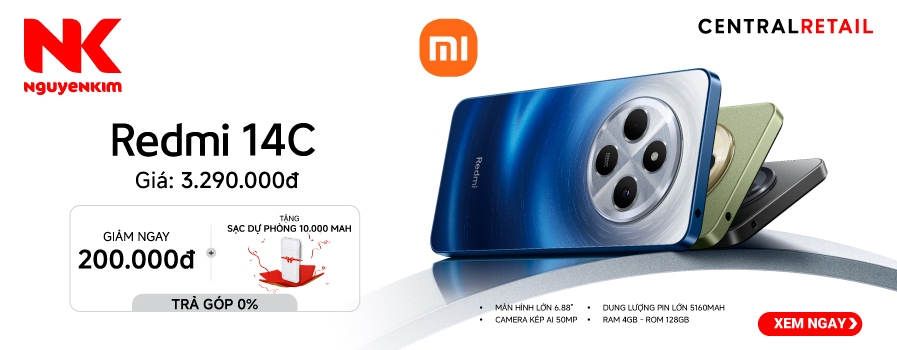 NK
NGUYENKIM
mi
CENTRALRETAIL
Redmi 14C
Giá: 3.290.000đ
GIẢM NGAY
200.000đ
+
TẶNG
SẠC DỰ PHÒNG 10.000 MAH
TRẢ GÓP 0%
Redmi
• MÀN HÌNH LỚN 6.88"
• CAMERA KÉP AI 50MP
• DUNG LƯỢNG PIN LỚN 5160MAH
• RAM 4GB - ROM 128GB
XEM NGAY